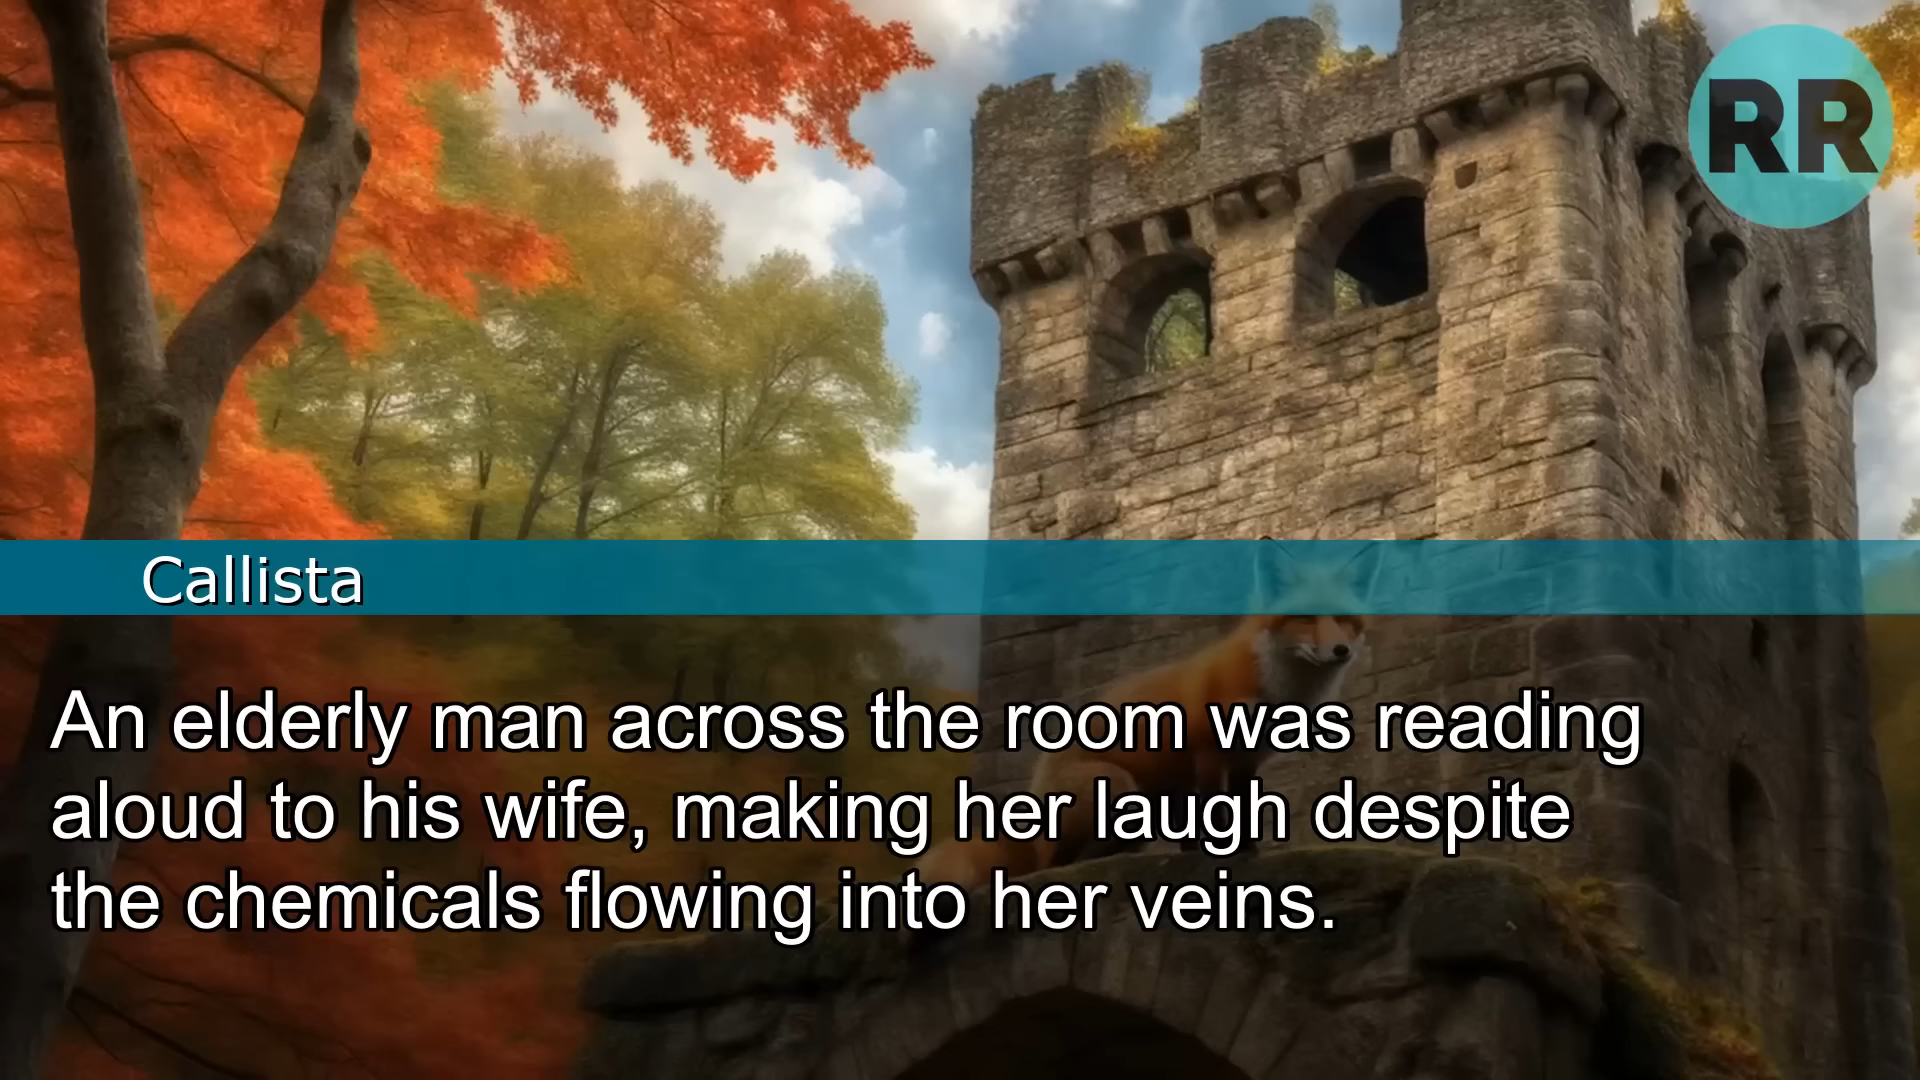 RR
Callista
An elderly man across the room was reading
aloud to his wife, making her laugh despite
the chemicals flowing into her veins.